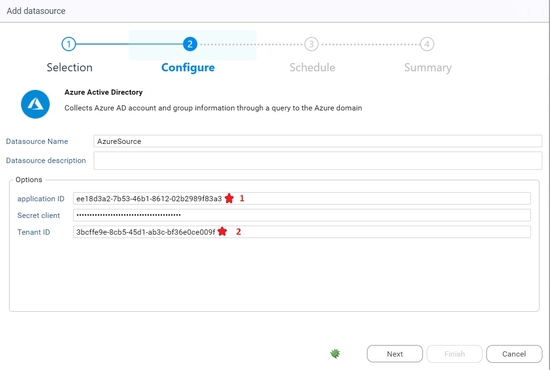 Add datasource
1 2 3 4
Selection Configure Schedule Summary
Azure Active Directory
Collects Azure AD account and group information through a query to the Azure domain
Datasource Name AzureSource
Datasource description
Options
application ID ee18d3a2-7b53-46b1-8612-02b2989f83a3 1
Secret client ••••••••••••••••••••••••••••••••••••••••
Tenant ID 3bcffe9e-8cb5-45d1-ab3c-bf36e0ce009f 2
Next Finish Cancel